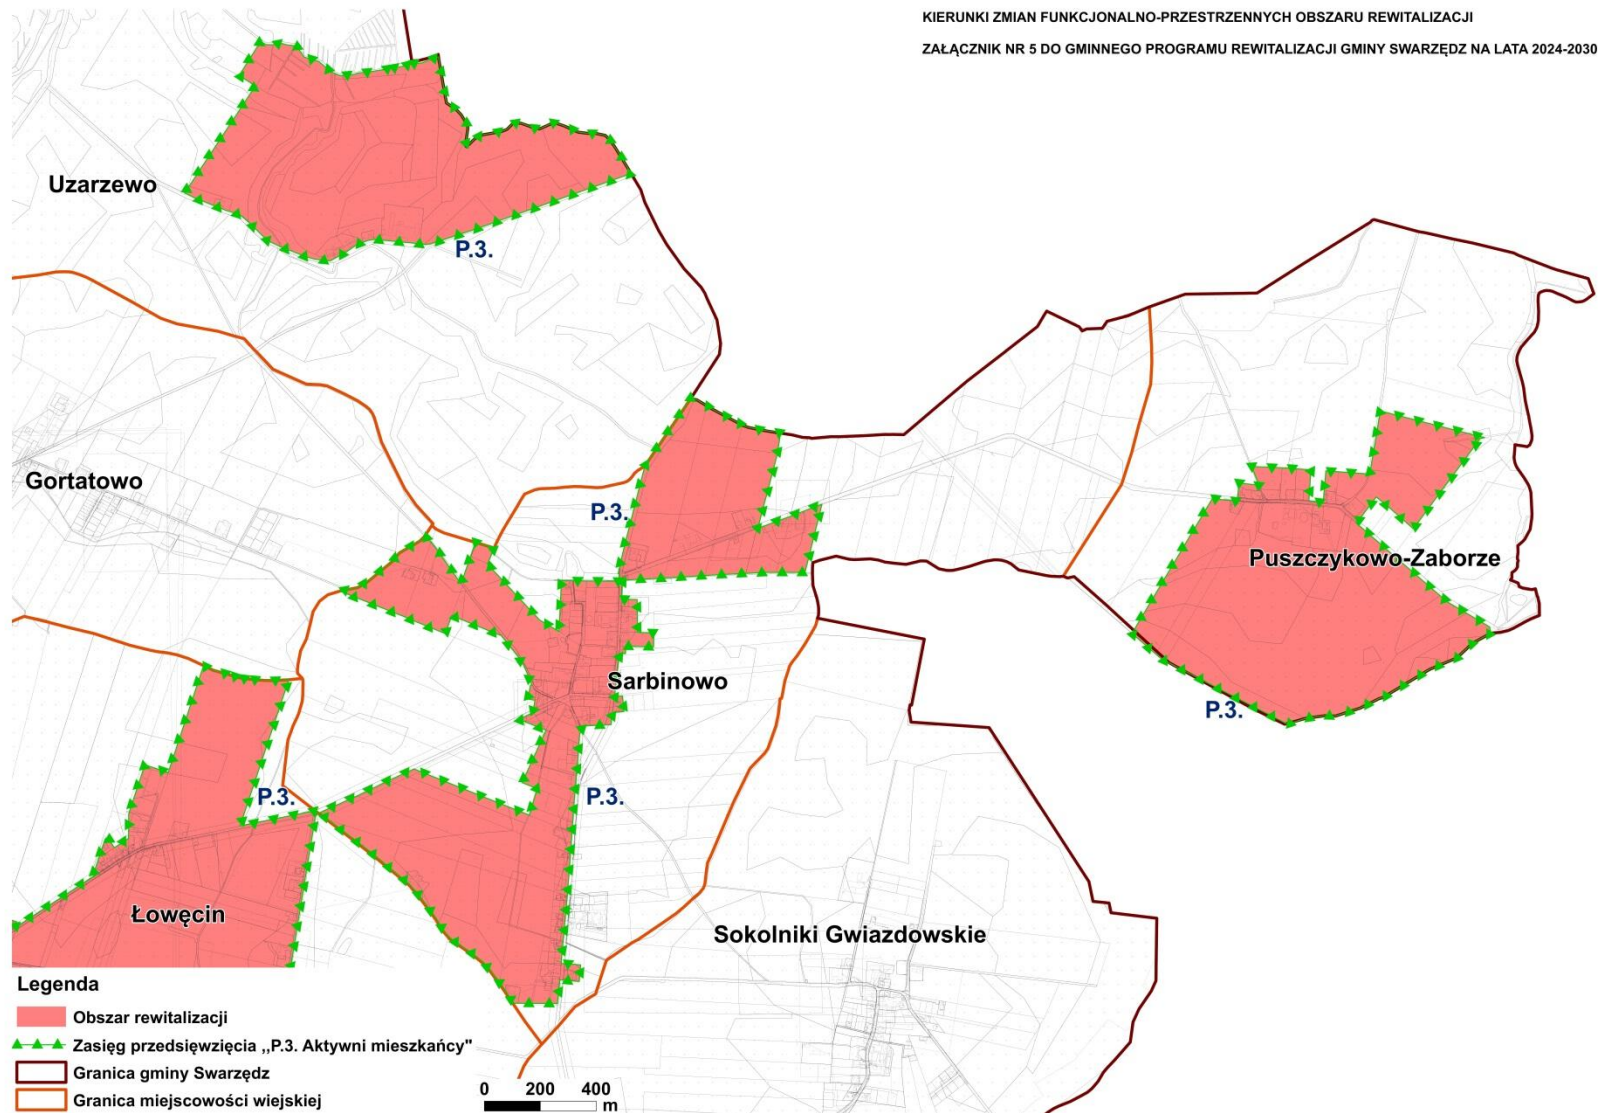 KIERUNKI ZMIAN FUNKCJONALNO-PRZESTRZENNYCH OBSZARU REWITALIZACJI
ZAŁĄCZNIK NR 5 DO GMINNEGO PROGRAMU REWITALIZACJI GMINY SWARZĘDZ NA LATA 2024-2030
Uzarzewo
P.3.
Gortatowo
P.3.
Puszczykowo-Zaborze
Sarbinowo
P.3.
P.3.
P.3.
Łowęcin
Sokolniki Gwiazdowskie
Legenda
Obszar rewitalizacji
Zasięg przedsięwzięcia ,,P.3. Aktywni mieszkańcy"
Granica gminy Swarzędz
Granica miejscowości wiejskiej
0 200 400
m